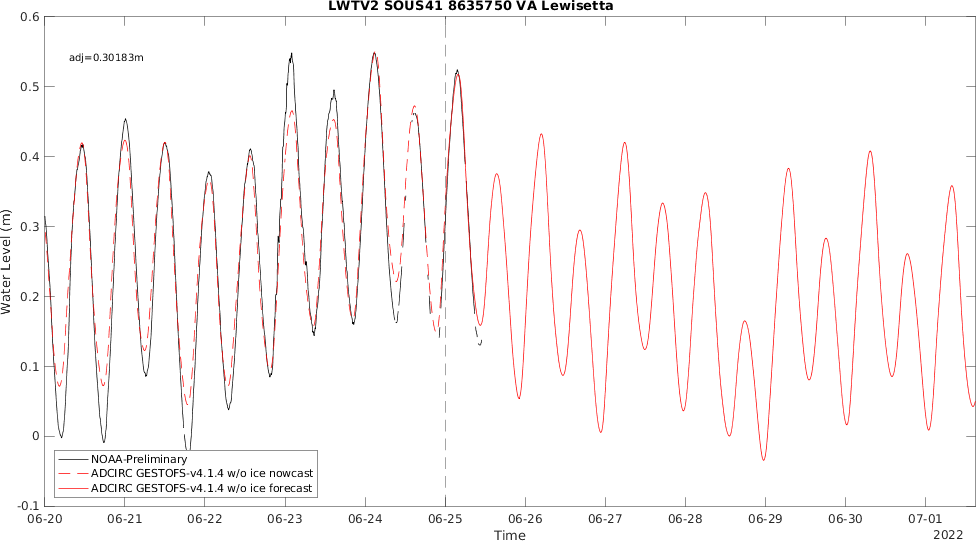 LWTV2 SOUS41 8635750 VA Lewisetta
adj=0.30183m
Water Level (m)
0.6
0.5
0.4
0.3
0.2
0.1
0
-0.1
NOAA-Preliminary
ADCIRC GESTOFS-v4.1.4 w/o ice nowcast
ADCIRC GESTOFS-v4.1.4 w/o ice forecast
06-20 06-21 06-22 06-23 06-24 06-25 06-26 06-27 06-28 06-29 06-30 07-01
Time
2022